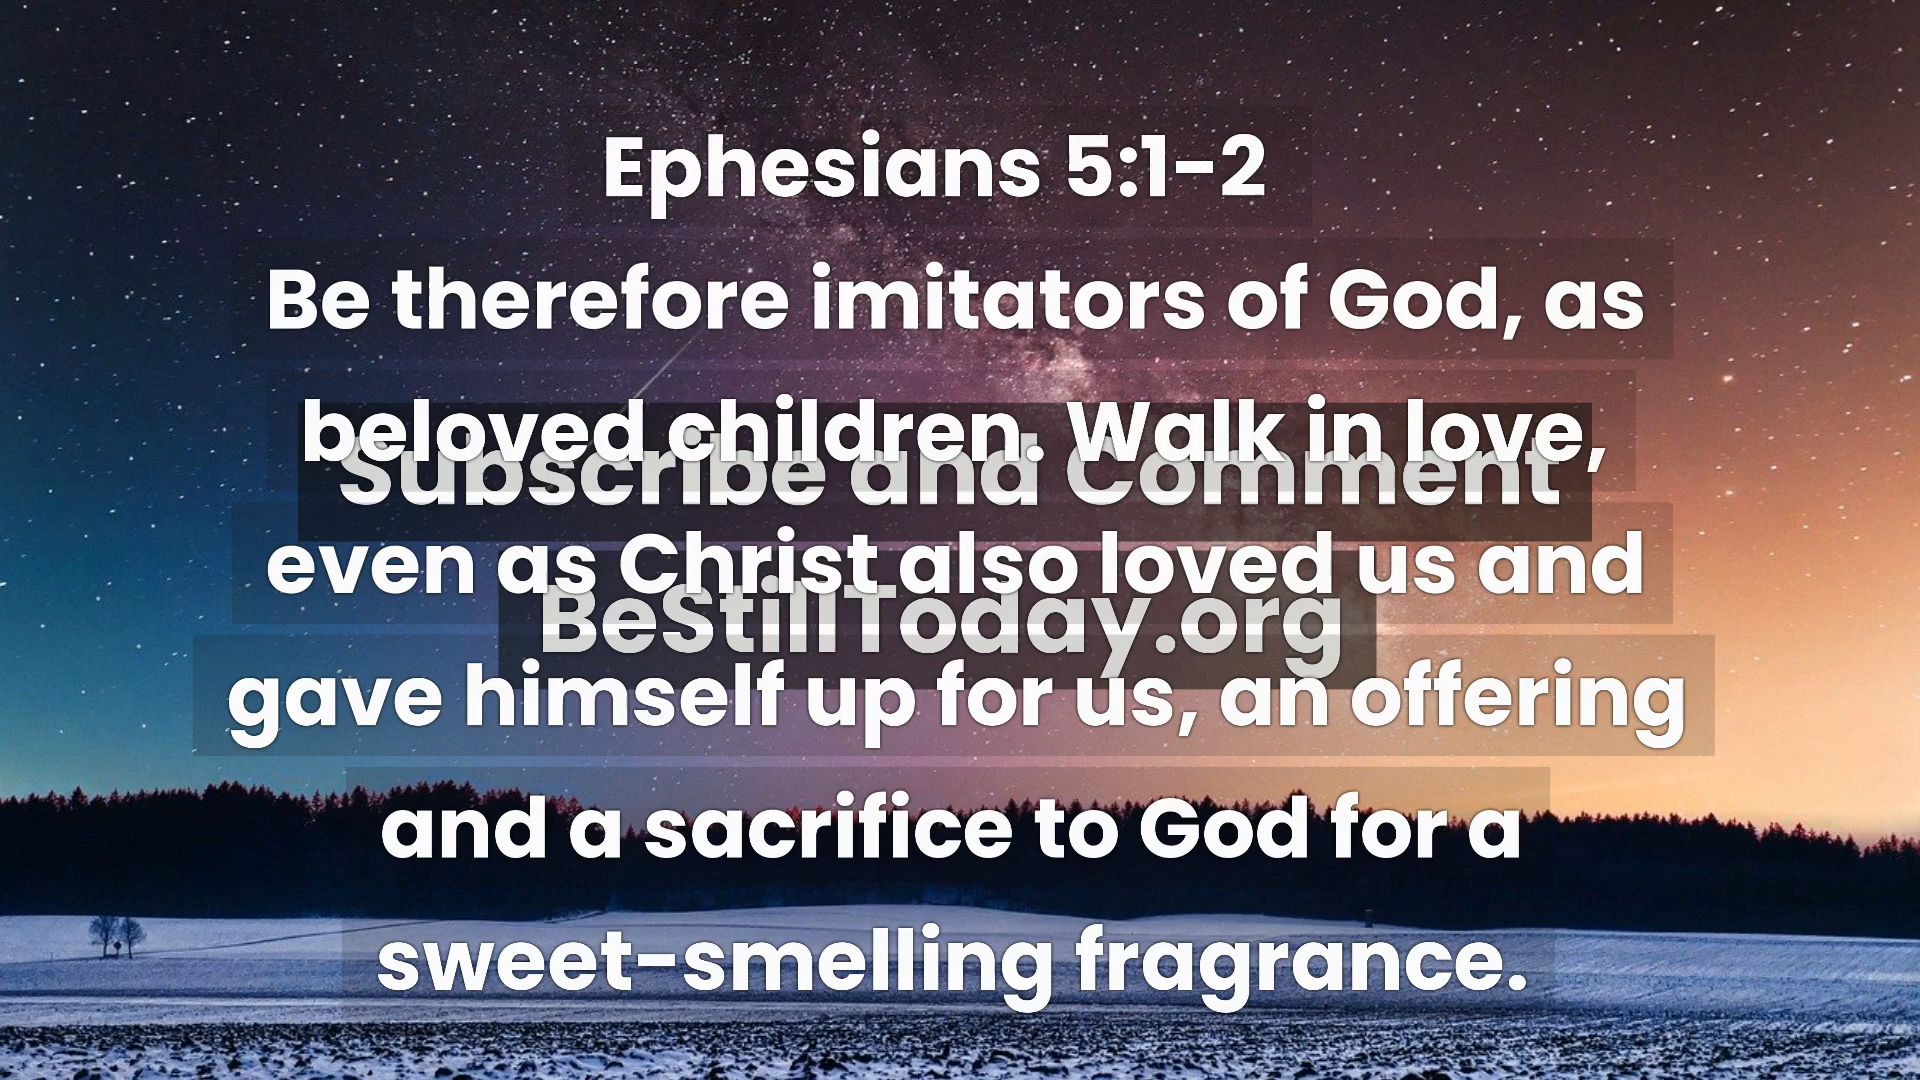 Ephesians 5:1-2
Be therefore imitators of God, as
beloved children. Walk in love,
Subscribe and Comment
even as Christ also loved us and
BeStillToday.org
gave himself up for us, an offering
and a sacrifice to God for a
sweet-smelling fragrance.